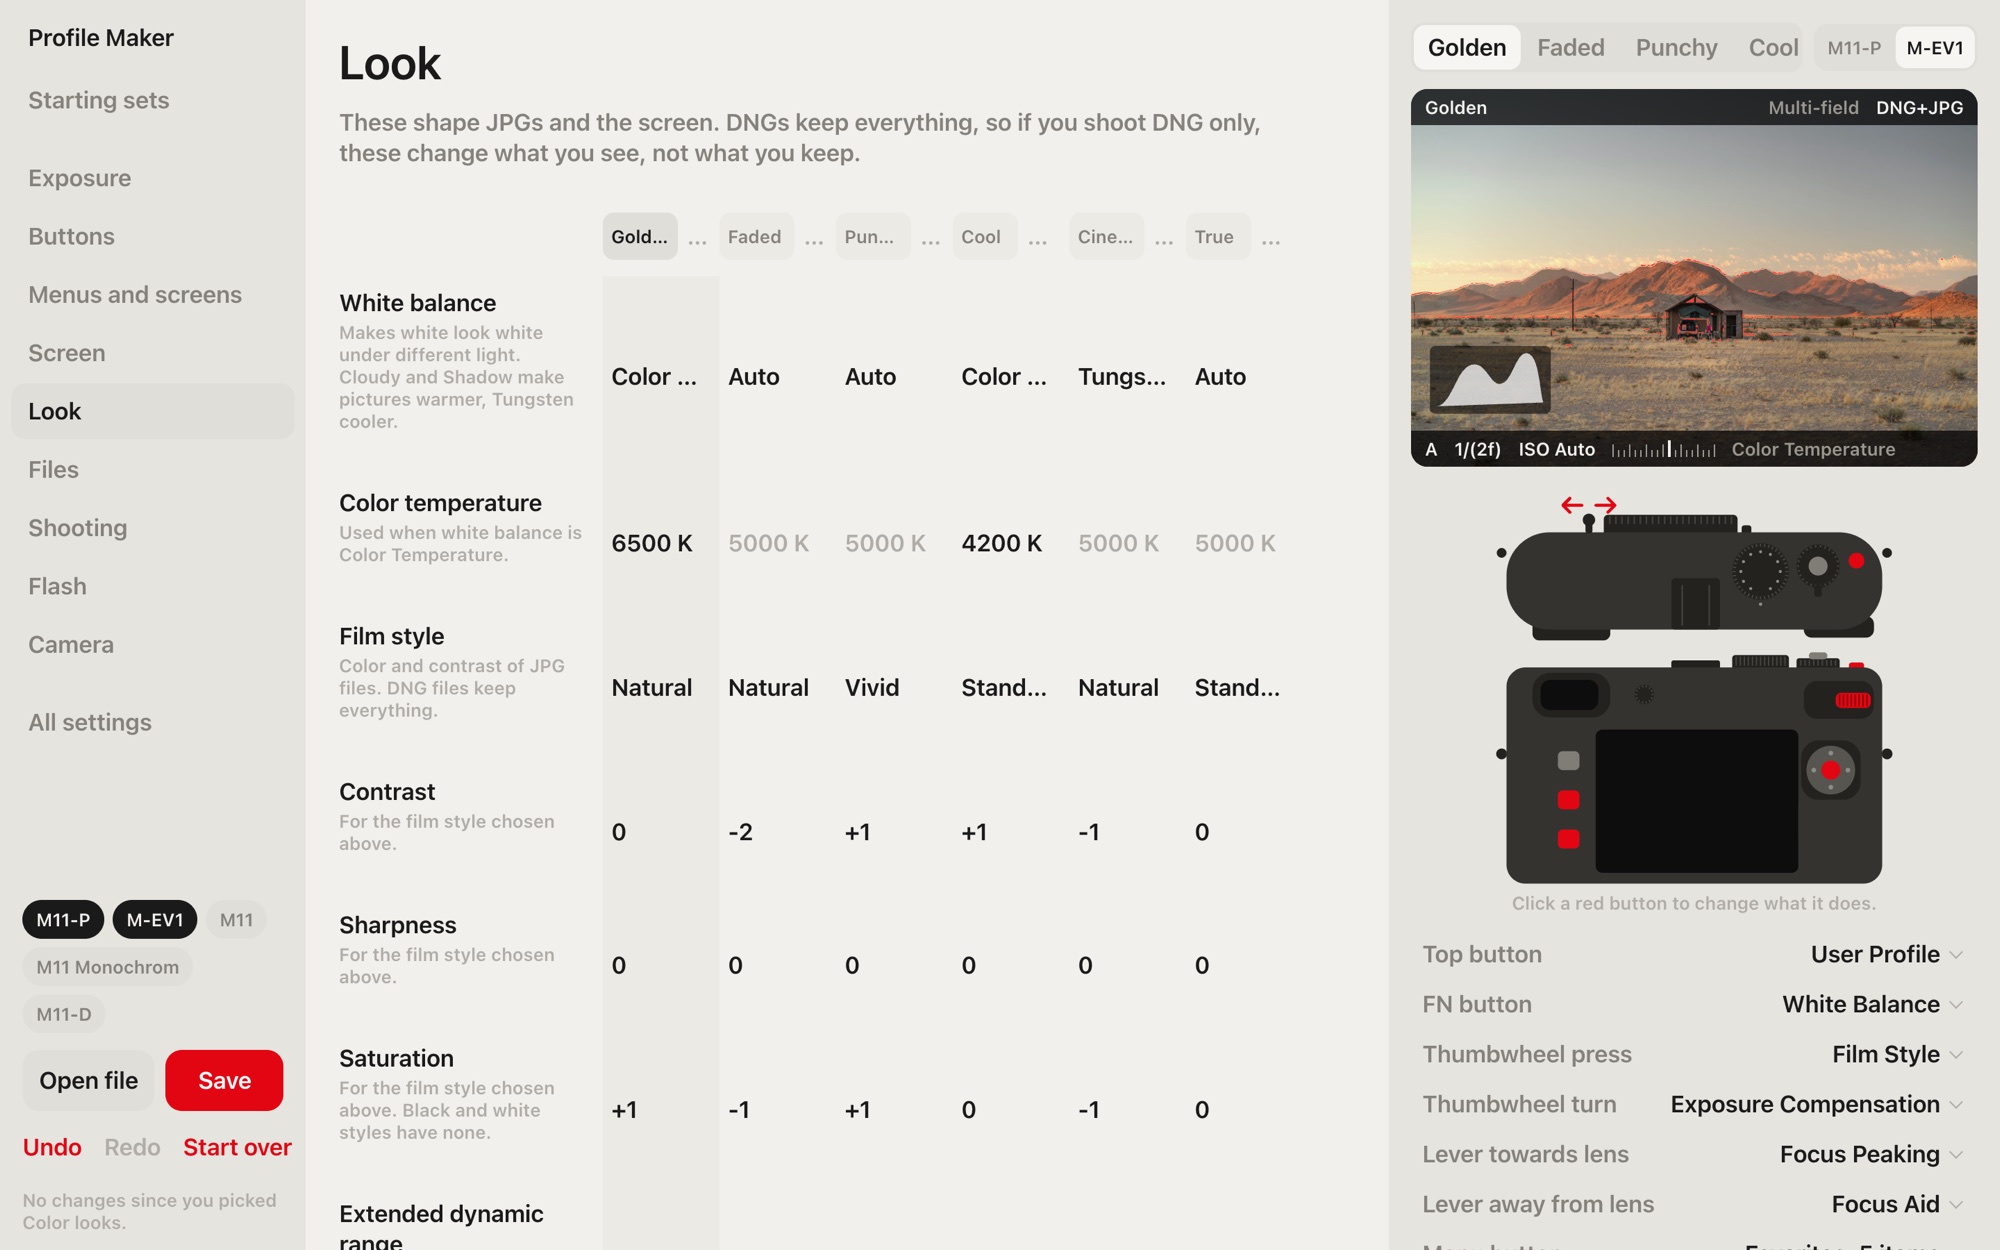 Profile Maker
Starting sets
Exposure
Buttons
Menus and screens
Screen
Look
Files
Shooting
Flash
Camera
All settings
M11-P M-EV1 M11
M11 Monochrom
M11-D
Open file Save
Undo Redo Start over
No changes since you picked
Color looks.
Look
These shape JPGs and the screen. DNGs keep everything, so if you shoot DNG only,
these change what you see, not what you keep.
Gold... ... Faded ... Pun... ... Cool ... Cine... ... True ...
White balance
Makes white look white
under different light.
Cloudy and Shadow make
pictures warmer, Tungsten
cooler.
Color ... Auto Auto Color ... Tungs... Auto
Color temperature
Used when white balance is
Color Temperature.
6500 K 5000 K 5000 K 4200 K 5000 K 5000 K
Film style
Color and contrast of JPG
files. DNG files keep
everything.
Natural Natural Vivid Stand... Natural Stand...
Contrast
For the film style chosen
above.
0 -2 +1 +1 -1 0
Sharpness
For the film style chosen
above.
0 0 0 0 0 0
Saturation
For the film style chosen
above. Black and white
styles have none.
+1 -1 +1 0 -1 0
Extended dynamic
range
Golden Faded Punchy Cool M11-P M-EV1
Golden Multi-field DNG+JPG
A 1/(2f) ISO Auto Color Temperature
Click a red button to change what it does.
Top button User Profile
FN button White Balance
Thumbwheel press Film Style
Thumbwheel turn Exposure Compensation
Lever towards lens Focus Peaking
Lever away from lens Focus Aid